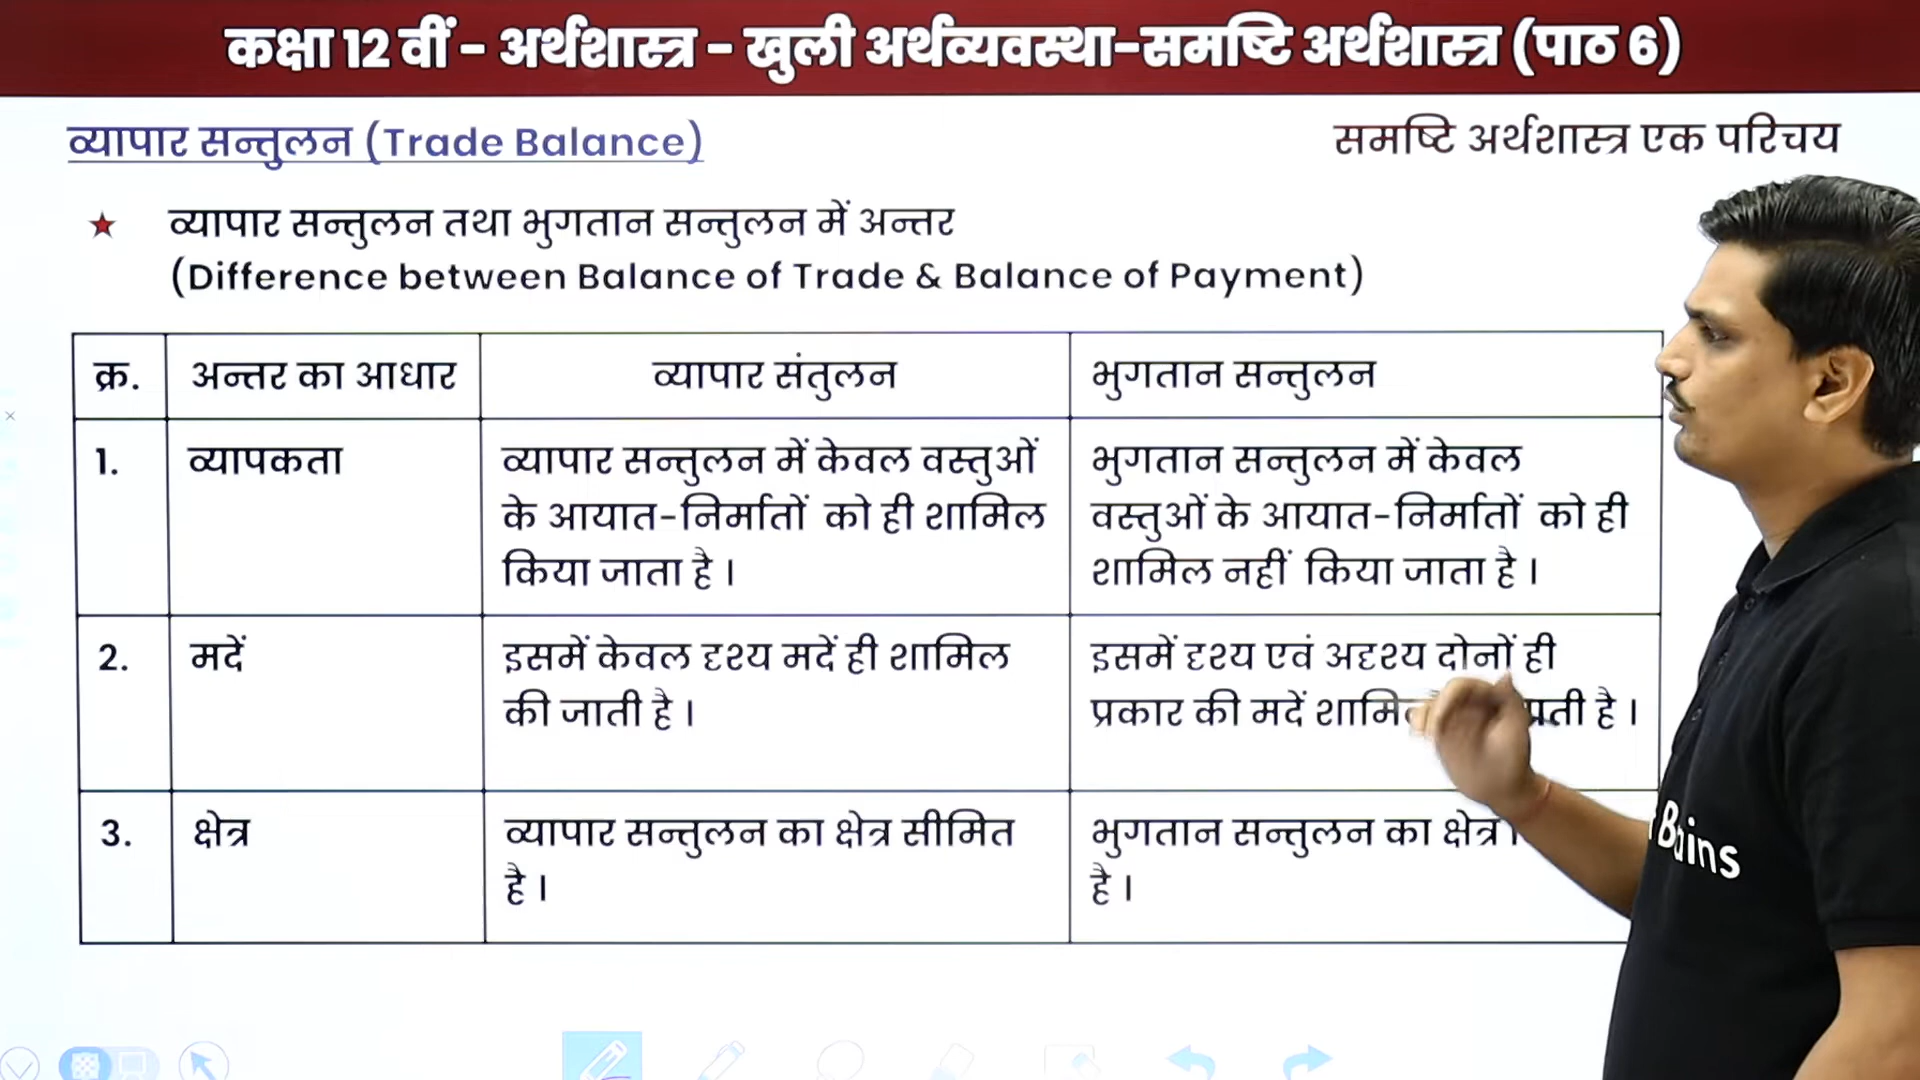 कक्षा 12 वीं - अर्थशास्त्र - खुली अर्थव्यवस्था-समष्टि अर्थशास्त्र (पाठ 6)
व्यापार सन्तुलन (Trade Balance)
समष्टि अर्थशास्त्र एक परिचय
★ व्यापार सन्तुलन तथा भुगतान सन्तुलन में अन्तर
(Difference between Balance of Trade & Balance of Payment)
क्र. अन्तर का आधार व्यापार संतुलन भुगतान सन्तुलन
1. व्यापकता
व्यापार सन्तुलन में केवल वस्तुओं
के आयात-निर्मातों को ही शामिल
किया जाता है ।
भुगतान सन्तुलन में केवल
वस्तुओं के आयात-निर्मातों को ही
शामिल नहीं किया जाता है ।
2. मदें
इसमें केवल दृश्य मदें ही शामिल
की जाती है ।
इसमें दृश्य एवं अदृश्य दोनों ही
प्रकार की मदें है ।
3. क्षेत्र
व्यापार सन्तुलन का क्षेत्र सीमित
है ।
भुगतान सन्तुलन का क्षेत्र
है ।